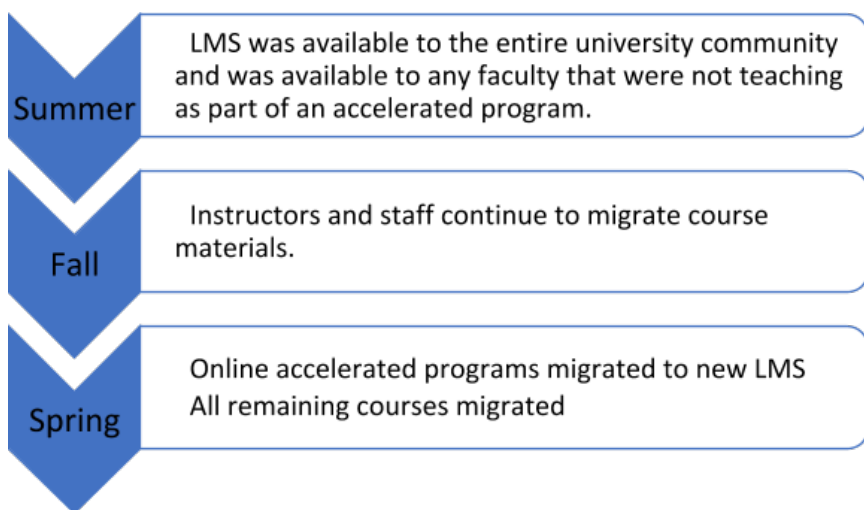 Summer
LMS was available to the entire university community
and was available to any faculty that were not teaching
as part of an accelerated program.
Fall
Instructors and staff continue to migrate course
materials.
Spring
Online accelerated programs migrated to new LMS
All remaining courses migrated